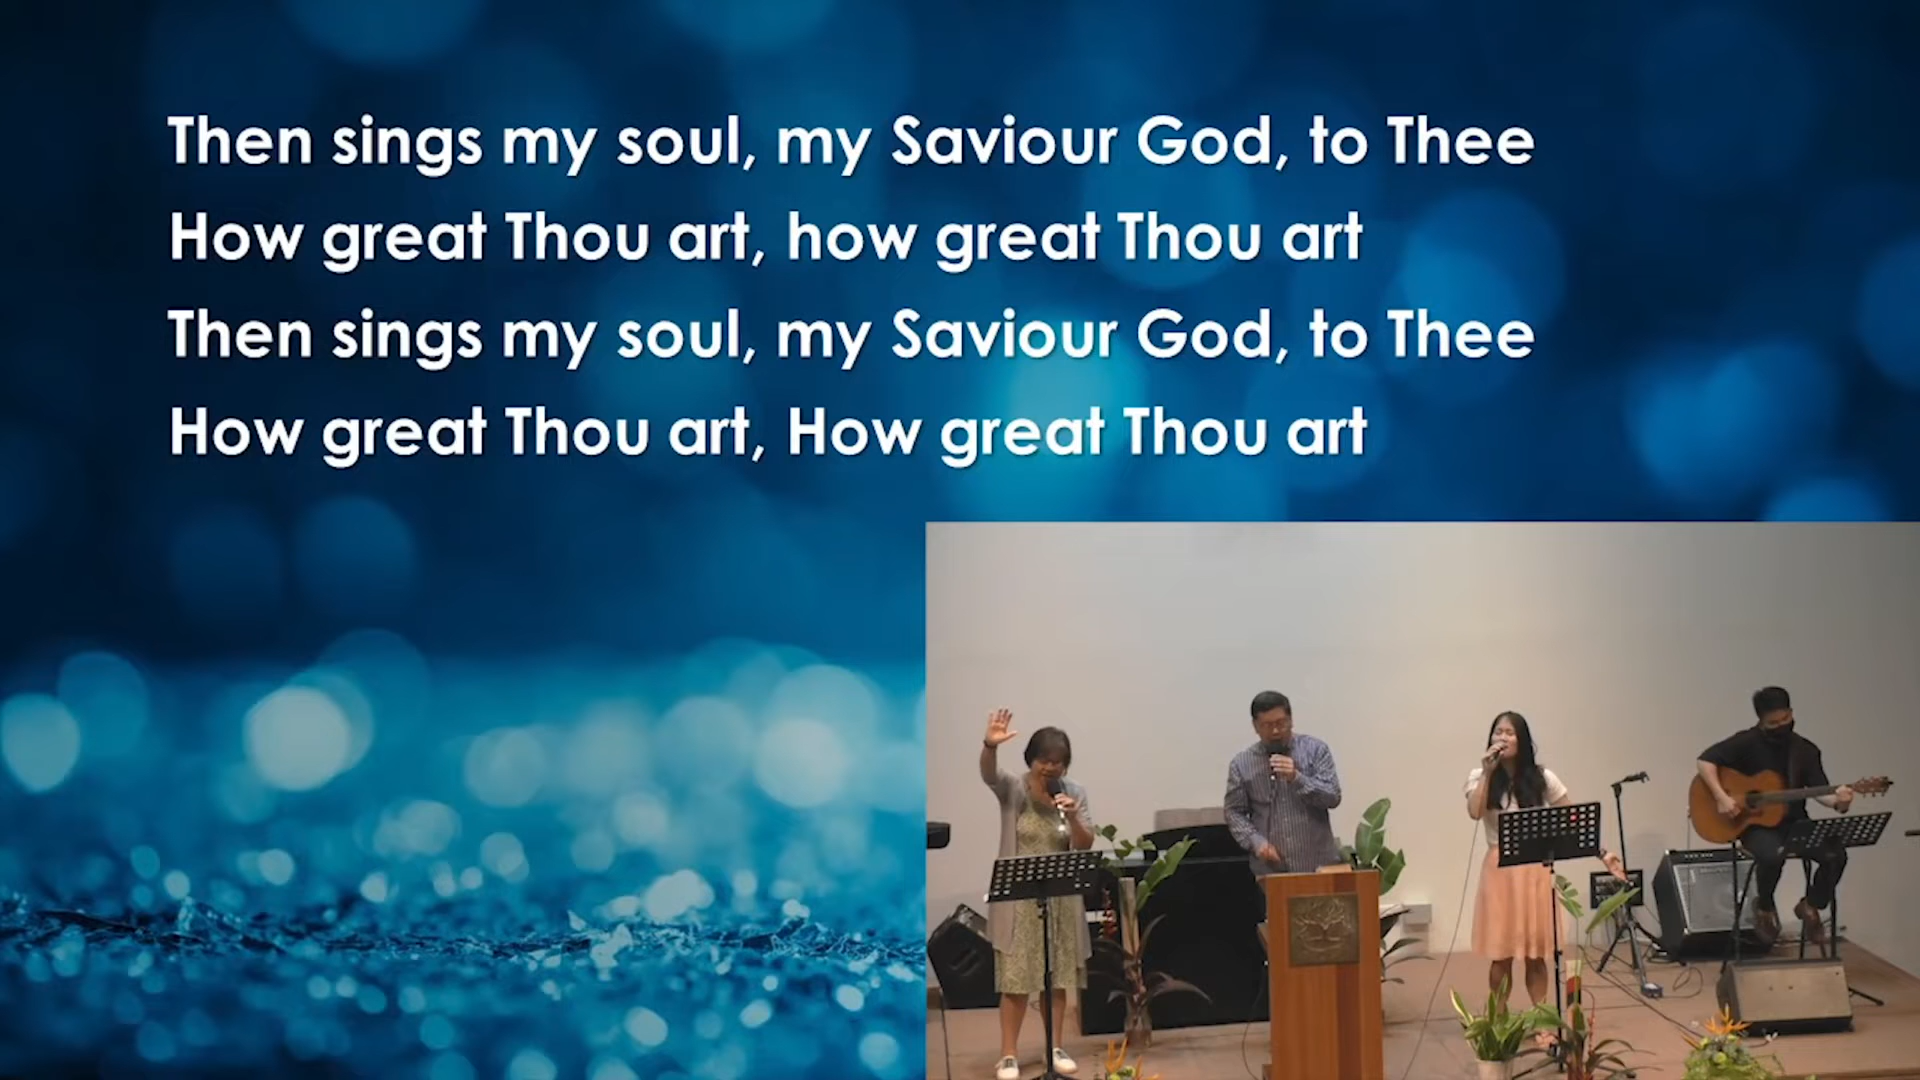 Then sings my soul, my Saviour God, to Thee
How great Thou art, how great Thou art
Then sings my soul, my Saviour God, to Thee
How great Thou art, How great Thou art